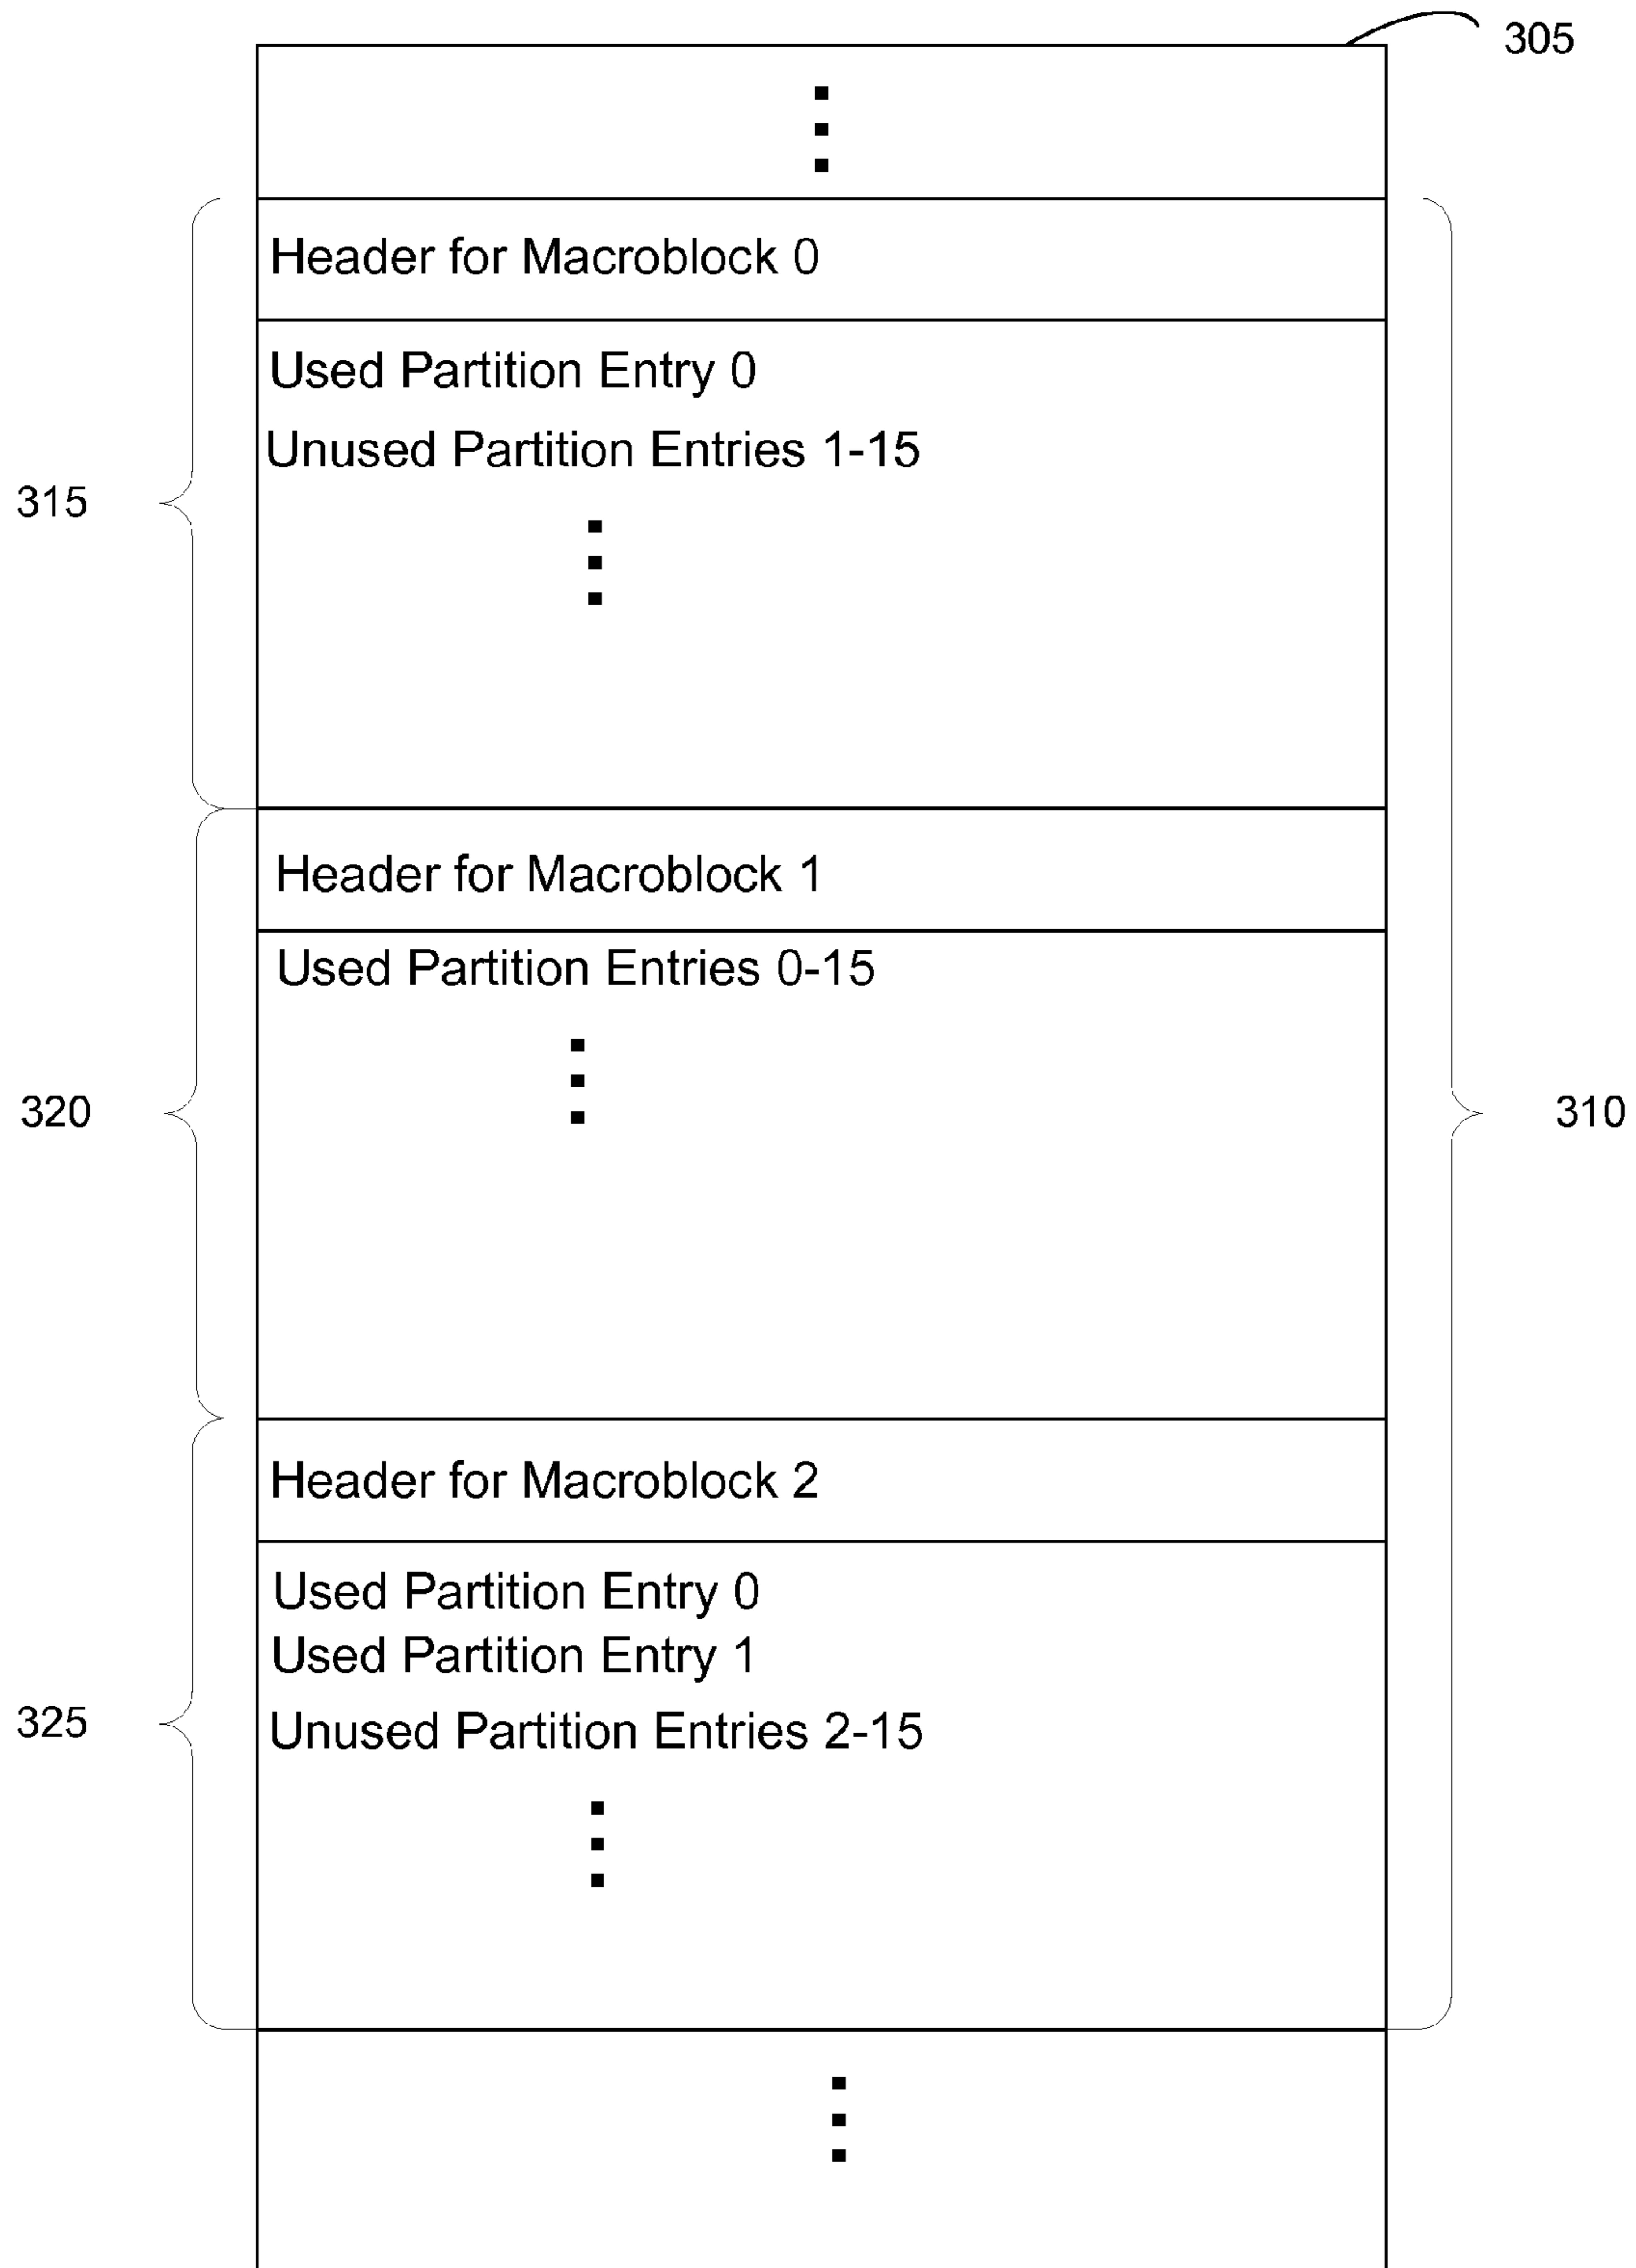 305
Header for Macroblock 0
Used Partition Entry 0
Unused Partition Entries 1-15
315
Header for Macroblock 1
Used Partition Entries 0-15
320
310
Header for Macroblock 2
Used Partition Entry 0
Used Partition Entry 1
Unused Partition Entries 2-15
325